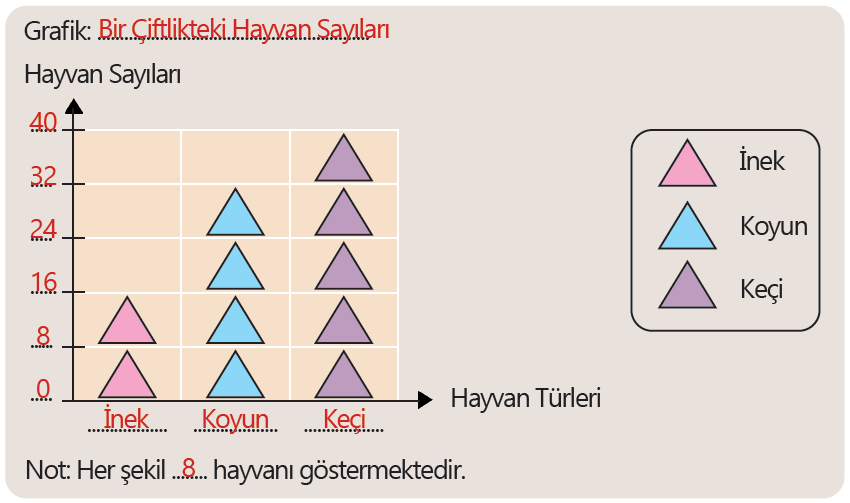 Grafik: Bir Çiftlikteki Hayvan Sayıları
Hayvan Sayıları
40
32
24
16
8
0
İnek Koyun Keçi
Hayvan Türleri
İnek
Koyun
Keçi
Not: Her şekil ..8.. hayvanı göstermektedir.